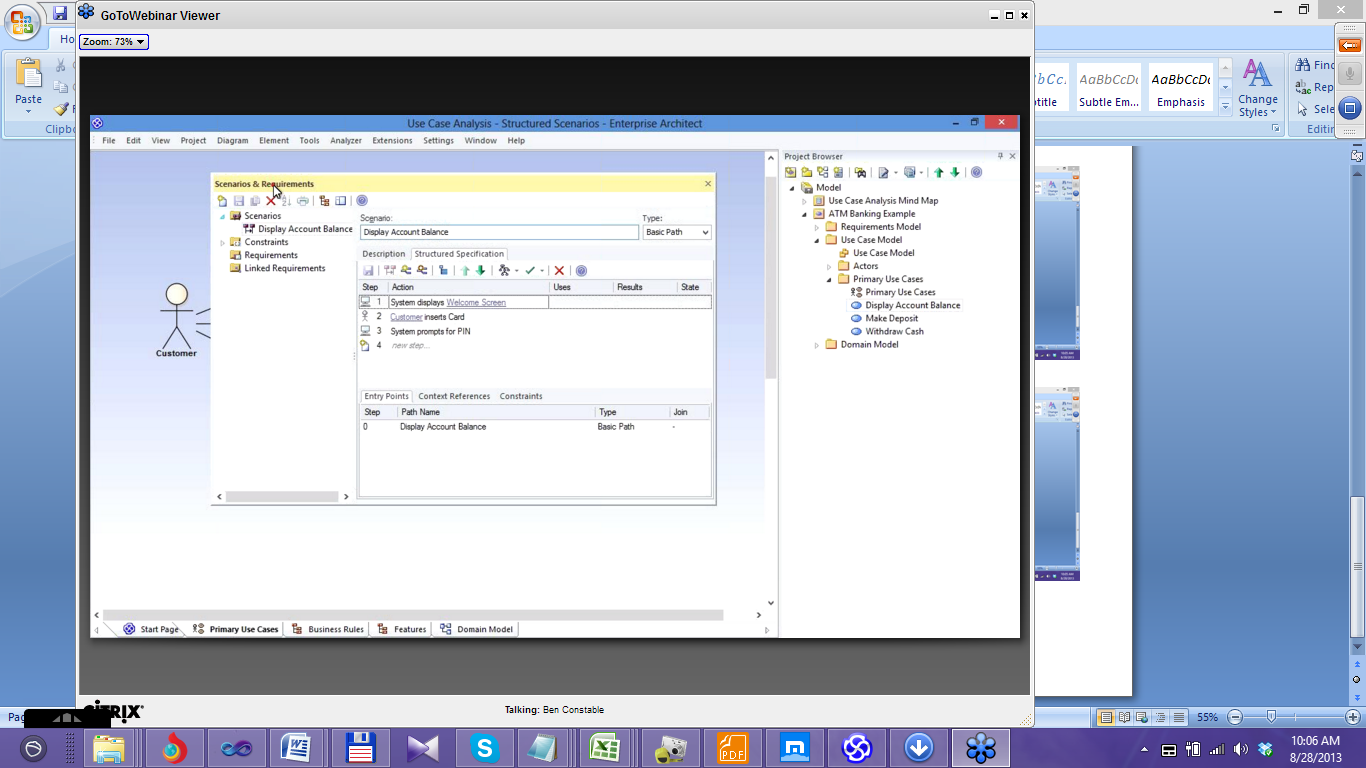 GoToWebinar Viewer
Zoom: 73%
Paste
Subtle Em...
Emphasis
Change
Styles
AaBbCcDc
AaBbCcDc
Use Case Analysis - Structured Scenarios - Enterprise Architect
File Edit View Project Diagram Element Tools Analyzer Extensions Settings Window Help
Scenarios & Requirements
Scenarios
Display Account Balance
Constraints
Requirements
Linked Requirements
Customer
Scenario:
Type:
Display Account Balance
Basic Path
Description
Structured Specification
Step Action Uses Results State
1 System displays Welcome Screen
2 Customer inserts Card
3 System prompts for PIN
4 new step...
Entry Points Context References Constraints
Step Path Name Type Join
0 Display Account Balance Basic Path -
Project Browser
Model
Use Case Analysis Mind Map
ATM Banking Example
Requirements Model
Use Case Model
Use Case Model
Actors
Primary Use Cases
Primary Use Cases
Display Account Balance
Make Deposit
Withdraw Cash
Domain Model
Start Page Primary Use Cases Business Rules Features Domain Model
Talking: Ben Constable
55%
PDF
10:06 AM
8/28/2013